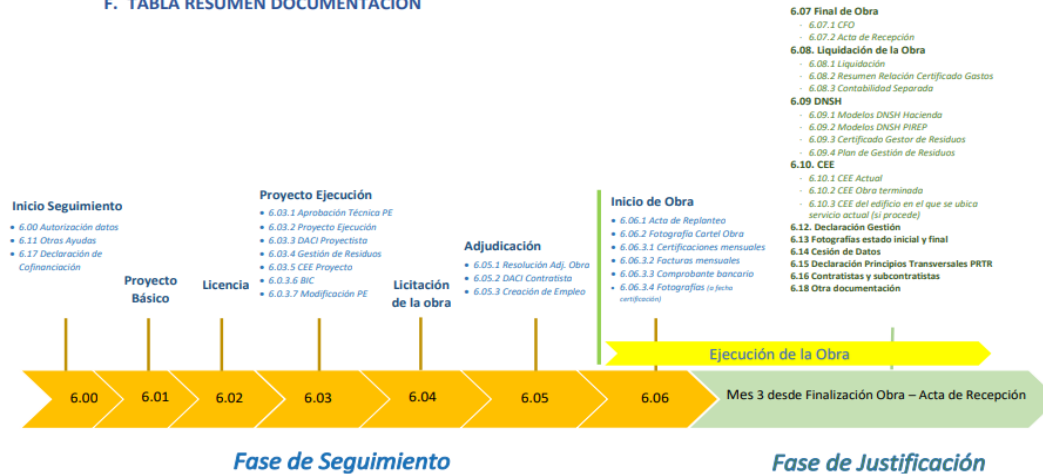 F. TABLA RESUMEN DOCUMENTACIÓN
Inicio Seguimiento
• 6.00 Autorización datos
• 6.11 Otras Ayudas
• 6.17 Declaración de
Cofinanciación
Proyecto
Básico
Licencia
Proyecto Ejecución
• 6.03.1 Aprobación Técnica PE
• 6.03.2 Proyecto Ejecución
• 6.03.3 DACI Proyectista
• 6.03.4 Gestión de Residuos
• 6.03.5 CEE Proyecto
• 6.0.3.6 BIC
• 6.0.3.7 Modificación PE
Licitación
de la obra
Adjudicación
• 6.05.1 Resolución Adj. Obra
• 6.05.2 DACI Contratista
• 6.05.3 Creación de Empleo
Inicio de Obra
• 6.06.1 Acta de Replanteo
• 6.06.2 Fotografía Cartel Obra
• 6.06.3.1 Certificaciones mensuales
• 6.06.3.2 Facturas mensuales
• 6.06.3.3 Comprobante bancario
• 6.06.3.4 Fotografías (a fecha
certificación)
6.07 Final de Obra
- 6.07.1 CFO
- 6.07.2 Acta de Recepción
6.08. Liquidación de la Obra
- 6.08.1 Liquidación
- 6.08.2 Resumen Relación Certificado Gastos
- 6.08.3 Contabilidad Separada
6.09 DNSH
- 6.09.1 Modelos DNSH Hacienda
- 6.09.2 Modelos DNSH PIREP
- 6.09.3 Certificado Gestor de Residuos
- 6.09.4 Plan de Gestión de Residuos
6.10. CEE
- 6.10.1 CEE Actual
- 6.10.2 CEE Obra terminada
- 6.10.3 CEE del edificio en el que se ubica
servicio actual (si procede)
6.12. Declaración Gestión
6.13 Fotografías estado inicial y final
6.14 Cesión de Datos
6.15 Declaración Principios Transversales PRTR
6.16 Contratistas y subcontratistas
6.18 Otra documentación
Ejecución de la Obra
6.00
6.01
6.02
6.03
6.04
6.05
6.06
Mes 3 desde Finalización Obra – Acta de Recepción
Fase de Seguimiento
Fase de Justificación